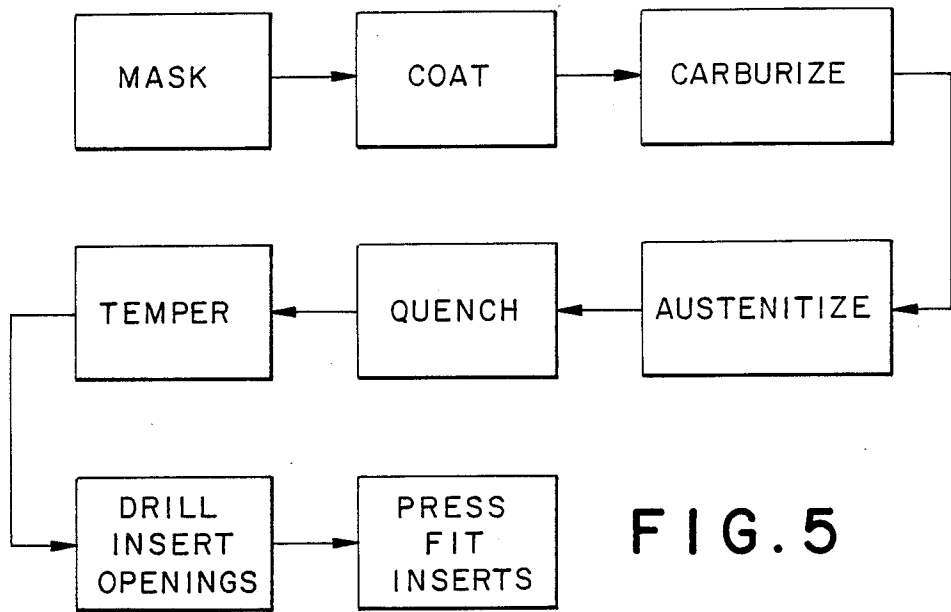 MASK
COAT
CARBURIZE
AUSTENITIZE
QUENCH
TEMPER
DRILL
INSERT
OPENINGS
PRESS
FIT
INSERTS
FIG.5